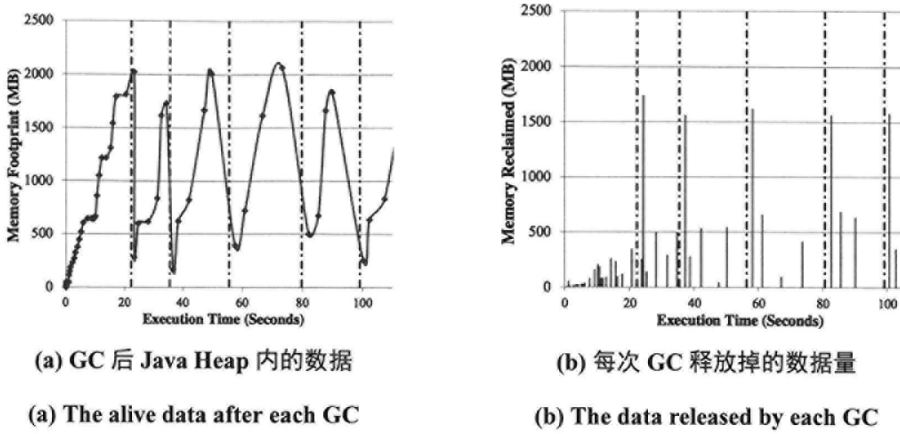 2500
2000
1500
1000
500
0
Memory Footprint (MB)
0 20 40 60 80 100
Execution Time (Seconds)
(a) GC 后 Java Heap 内的数据
(a) The alive data after each GC
2500
2000
1500
1000
500
0
Memory Reclaimed (MB)
0 20 40 60 80 100
Execution Time (Seconds)
(b) 每次 GC 释放掉的数据量
(b) The data released by each GC